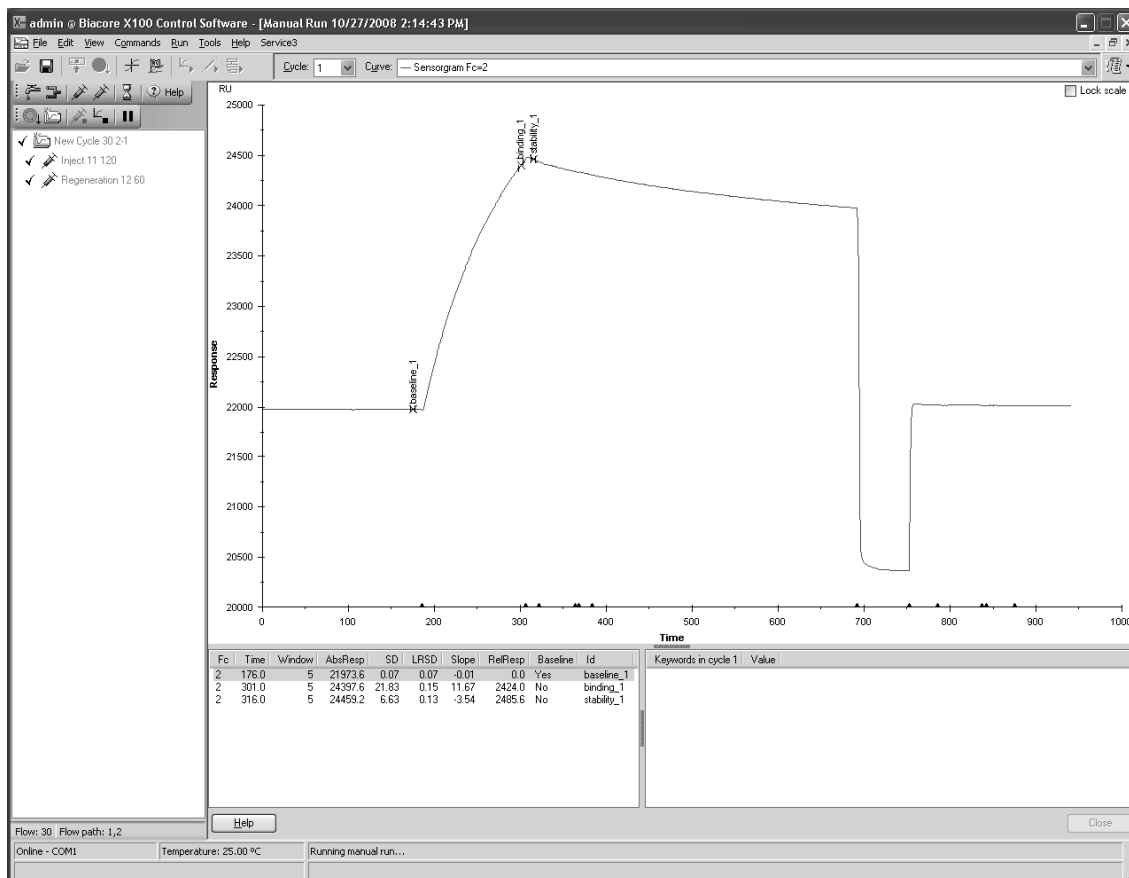 admin @ Biacore X100 Control Software - [Manual Run 10/27/2008 2:14:43 PM]
File Edit View Commands Run Tools Help Service3
Cycle: 1 Curve: — Sensorgram Fc=2
Help
New Cycle 30 2-1
Inject 11 120
Regeneration 12 60
RU
Lock scale
25000
24500
24000
23500
23000
22500
22000
21500
21000
20500
20000
Response
baseline_1
binding_1
stability_1
0 100 200 300 400 500 600 700 800 900 1000
Time
Fc Time Window AbsResp SD LRSD Slope RelResp Baseline Id
2 176.0 5 21973.6 0.07 0.07 -0.01 0.0 Yes baseline_1
2 301.0 5 24397.6 21.83 0.15 11.67 2424.0 No binding_1
2 316.0 5 24459.2 6.63 0.13 -3.54 2485.6 No stability_1
Keywords in cycle 1 Value
Help
Close
Flow: 30 Flow path: 1,2
Online - COM1 Temperature: 25.00 ºC Running manual run...